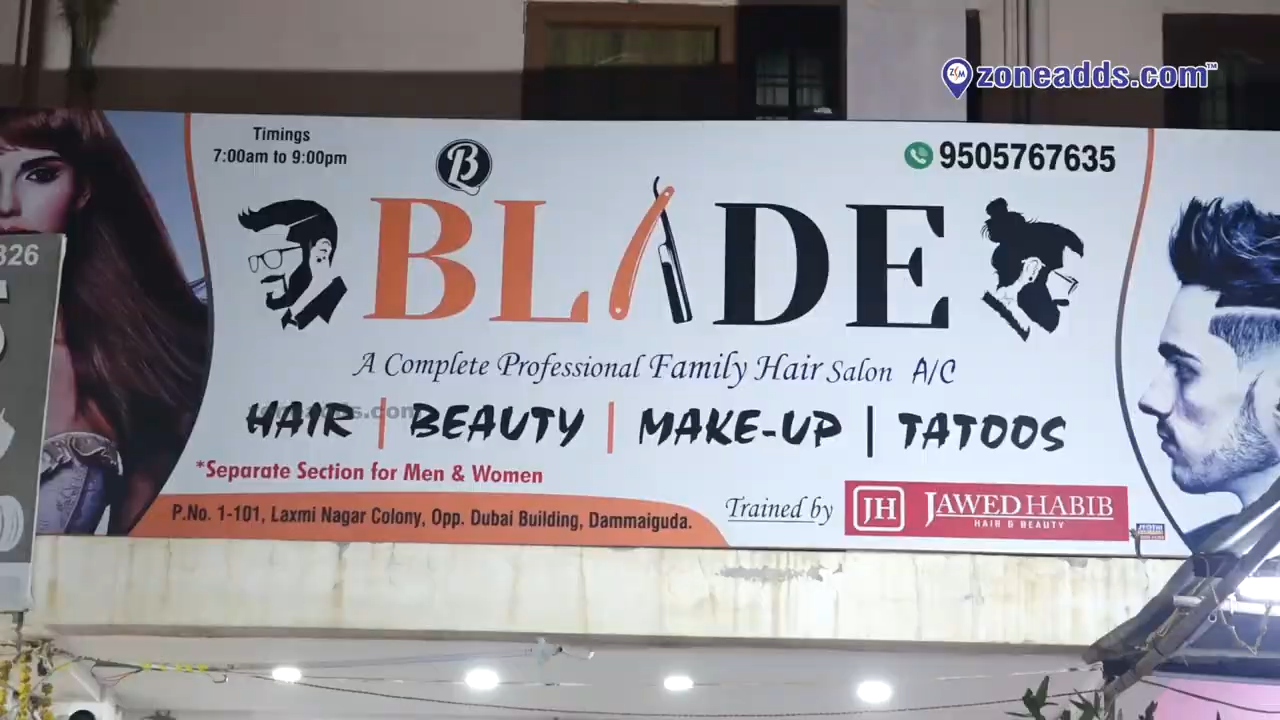 zoneadds.com™
Timings
7:00am to 9:00pm
B
9505767635
BLADE
A Complete Professional Family Hair Salon A/C
HAIR | BEAUTY | MAKE-UP | TATOOS
*Separate Section for Men & Women
P.No. 1-101, Laxmi Nagar Colony, Opp. Dubai Building, Dammaiguda.
Trained by
JH JAWED HABIB
HAIR & BEAUTY
326